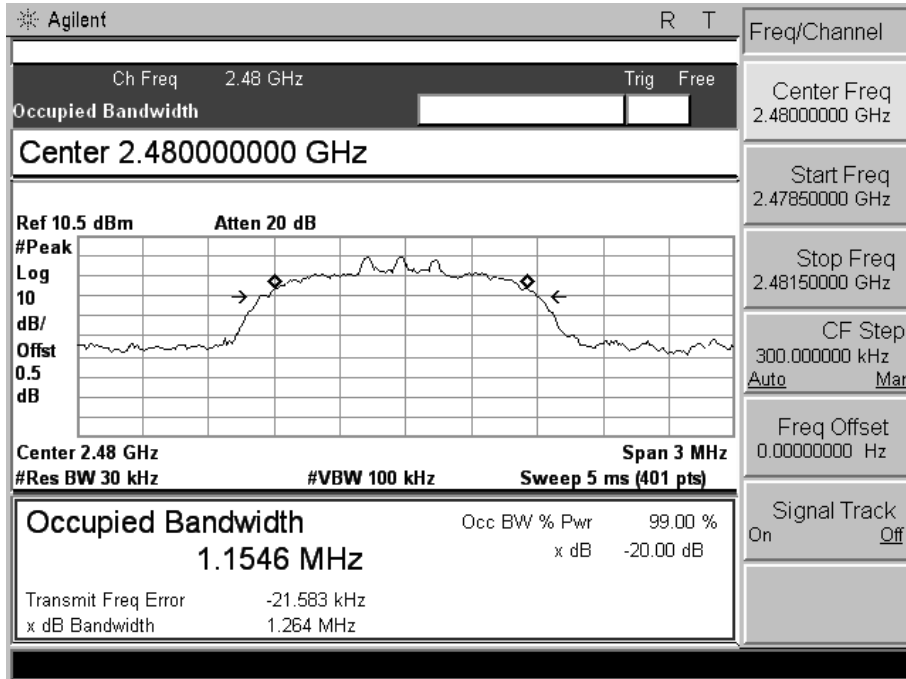 Agilent R T
Ch Freq 2.48 GHz Trig Free
Occupied Bandwidth
Center 2.480000000 GHz
Ref 10.5 dBm Atten 20 dB
#Peak
Log
10
dB/
Offst
0.5
dB
Center 2.48 GHz Span 3 MHz
#Res BW 30 kHz #VBW 100 kHz Sweep 5 ms (401 pts)
Occupied Bandwidth Occ BW % Pwr 99.00 %
1.1546 MHz x dB -20.00 dB
Transmit Freq Error -21.583 kHz
x dB Bandwidth 1.264 MHz
Freq/Channel
Center Freq
2.48000000 GHz
Start Freq
2.47850000 GHz
Stop Freq
2.48150000 GHz
CF Step
300.000000 kHz
Auto Man
Freq Offset
0.00000000 Hz
Signal Track
On Off